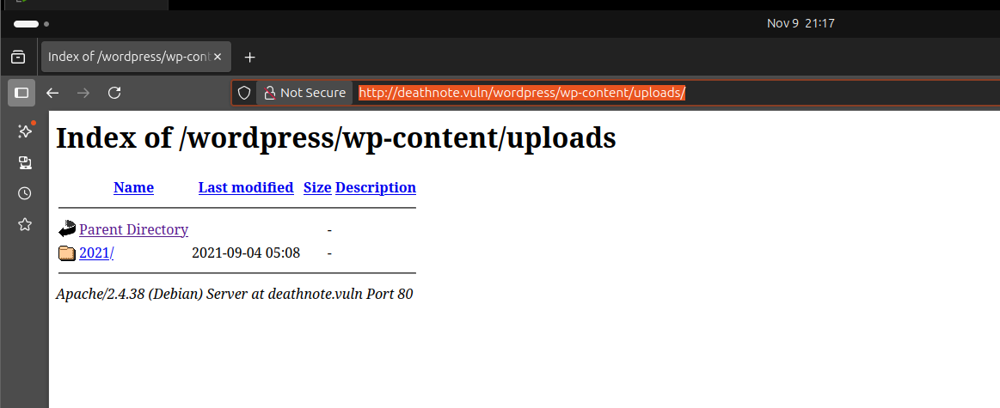 Nov 9 21:17
Index of /wordpress/wp-cont
Not Secure
http://deathnote.vuln/wordpress/wp-content/uploads/
Index of /wordpress/wp-content/uploads
Name Last modified Size Description
Parent Directory -
2021/ 2021-09-04 05:08 -
Apache/2.4.38 (Debian) Server at deathnote.vuln Port 80